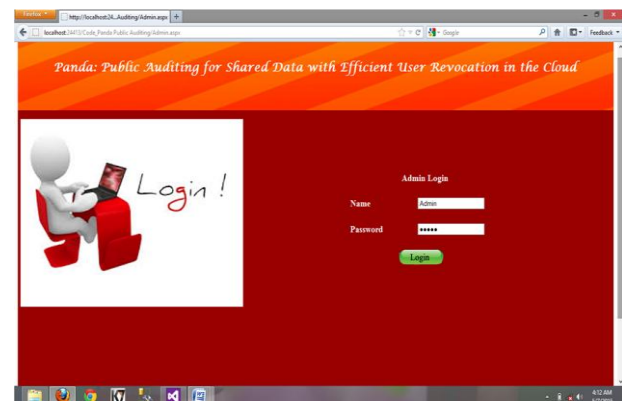 Firefox
http://localhost:24...Auditing/Admin.aspx
localhost:24413/Code_Panda Public Auditing/Admin.aspx
Google
Feedback
Panda: Public Auditing for Shared Data with Efficient User Revocation in the Cloud
Login !
Admin Login
Name
Admin
Password
Login
4:12 AM